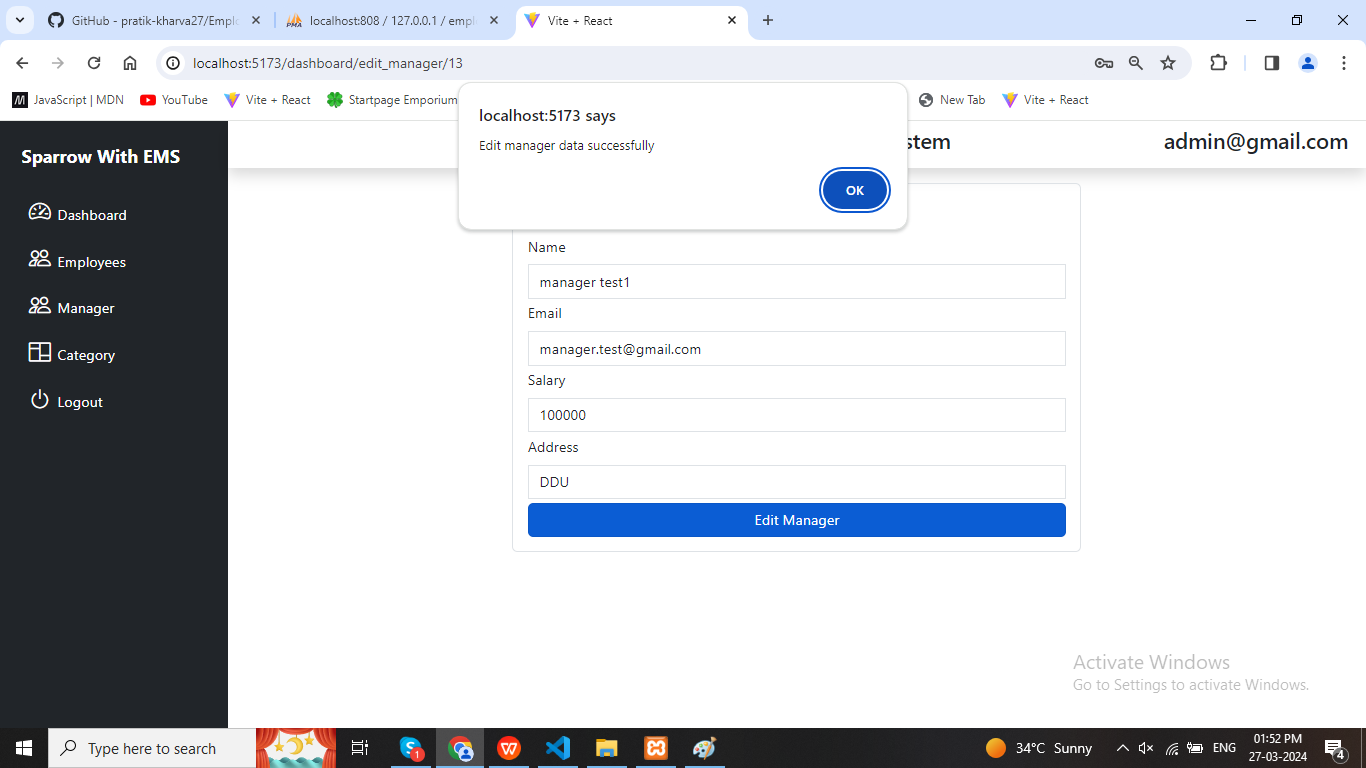 GitHub - pratik-kharva27/Emplo
localhost:808 / 127.0.0.1 / empl
Vite + React
localhost:5173/dashboard/edit_manager/13
JavaScript | MDN
YouTube
Vite + React
Startpage Emporium
New Tab
Vite + React
localhost:5173 says
Edit manager data successfully
OK
Sparrow With EMS
stem
admin@gmail.com
Dashboard
Employees
Manager
Category
Logout
Name
manager test1
Email
manager.test@gmail.com
Salary
100000
Address
DDU
Edit Manager
Activate Windows
Go to Settings to activate Windows.
Type here to search
1
34°C Sunny
ENG
01:52 PM
27-03-2024
4